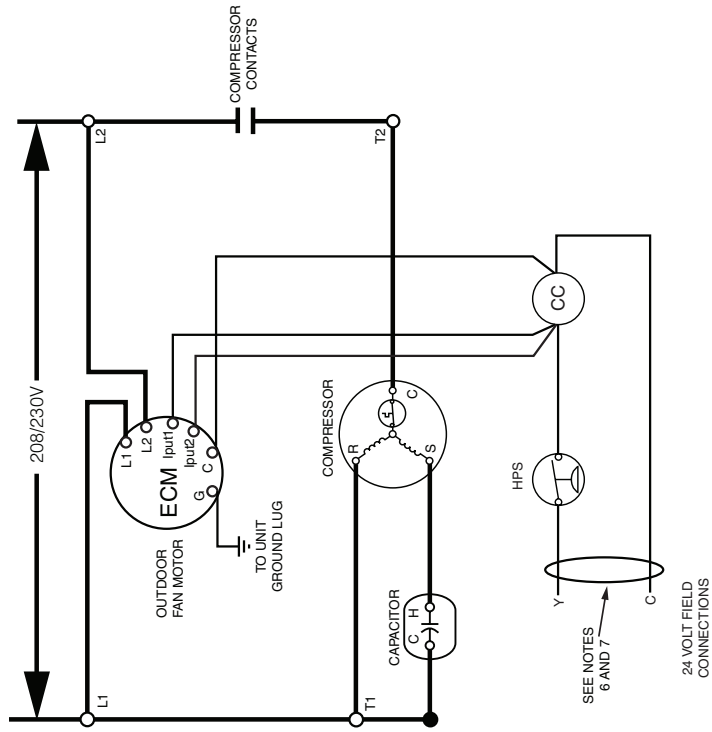 208/230V
L1
L2
COMPRESSOR
CONTACTS
L1
L2
Iput1
Iput2
C
G
ECM
OUTDOOR
FAN MOTOR
TO UNIT
GROUND LUG
COMPRESSOR
R
S
C
T1
T2
CAPACITOR
C
H
HPS
CC
Y
C
SEE NOTES
6 AND 7
24 VOLT FIELD
CONNECTIONS